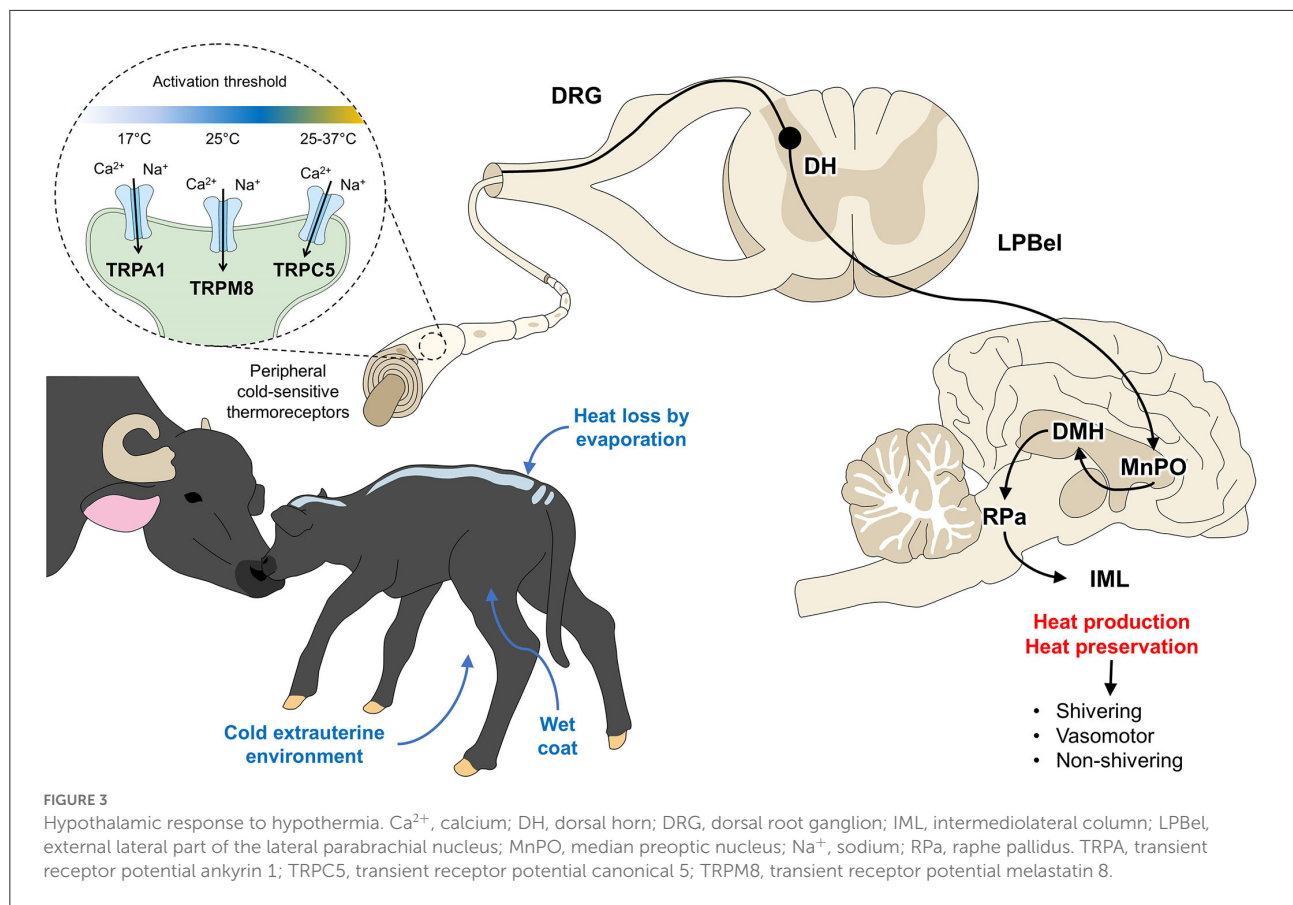 Activation threshold
17°C 25°C 25-37°C
Ca²⁺ Na⁺ Ca²⁺ Na⁺ Ca²⁺ Na⁺
TRPA1
TRPM8
TRPC5
Peripheral
cold-sensitive
thermoreceptors
DRG
DH
LPBel
DMH
MnPO
RPa
IML
Heat production
Heat preservation
• Shivering
• Vasomotor
• Non-shivering
Heat loss by
evaporation
Cold extrauterine
environment
Wet
coat
FIGURE 3
Hypothalamic response to hypothermia. Ca²⁺, calcium; DH, dorsal horn; DRG, dorsal root ganglion; IML, intermediolateral column; LPBel,
external lateral part of the lateral parabrachial nucleus; MnPO, median preoptic nucleus; Na⁺, sodium; RPa, raphe pallidus. TRPA, transient
receptor potential ankyrin 1; TRPC5, transient receptor potential canonical 5; TRPM8, transient receptor potential melastatin 8.